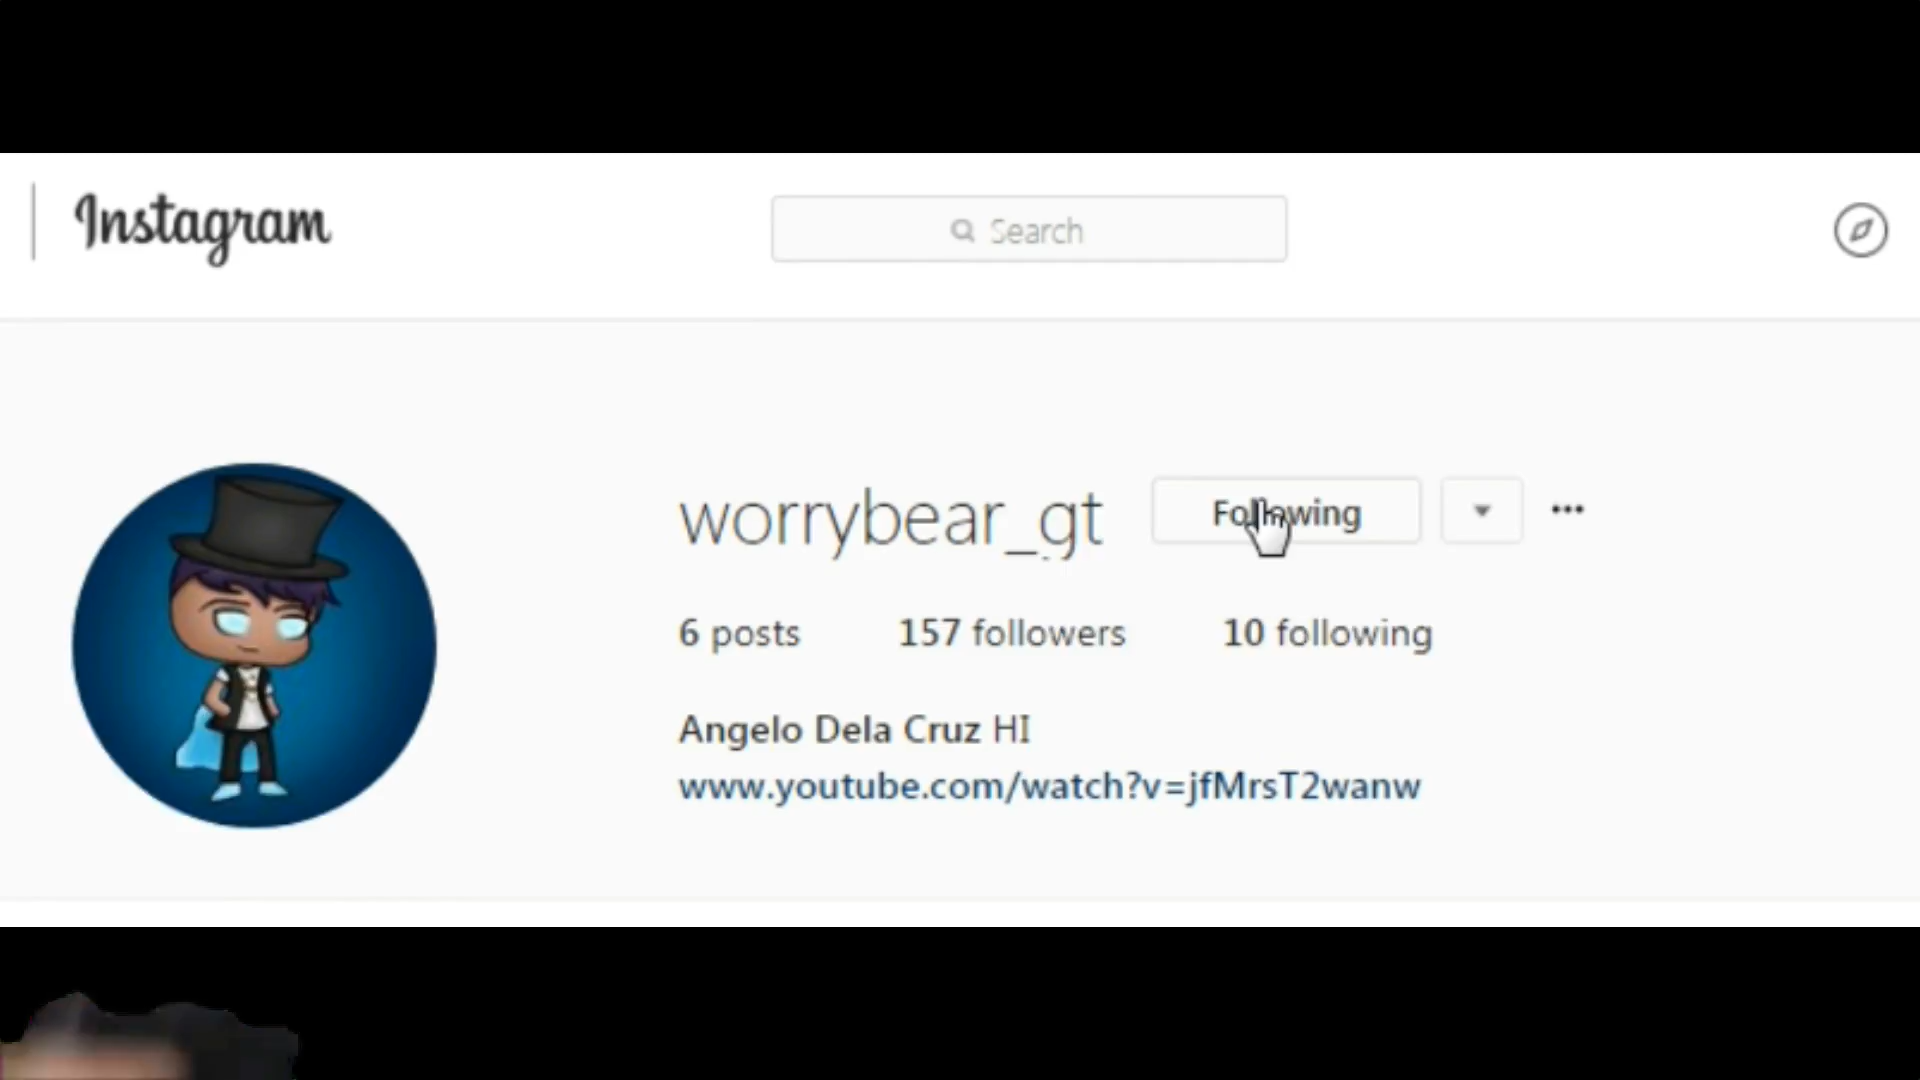 Instagram
Search
worrybear_gt
Following
6 posts 157 followers 10 following
Angelo Dela Cruz HI
www.youtube.com/watch?v=jfMrsT2wanw